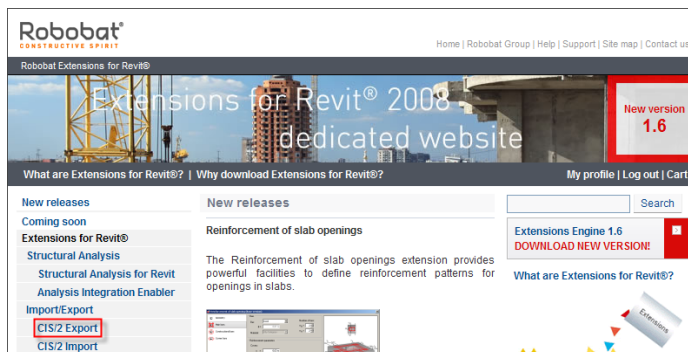 Robobat
CONSTRUCTIVE SPIRIT
Home | Robobat Group | Help | Support | Site map | Contact us
Robobat Extensions for Revit®
Extensions for Revit® 2008
dedicated website
New version
1.6
What are Extensions for Revit®? | Why download Extensions for Revit®?
My profile | Log out | Cart
New releases
Coming soon
Extensions for Revit®
Structural Analysis
Structural Analysis for Revit
Analysis Integration Enabler
Import/Export
CIS/2 Export
CIS/2 Import
New releases
Reinforcement of slab openings
The Reinforcement of slab openings extension provides
powerful facilities to define reinforcement patterns for
openings in slabs.
Search
Extensions Engine 1.6
DOWNLOAD NEW VERSION!
What are Extensions for Revit®?
Extensions